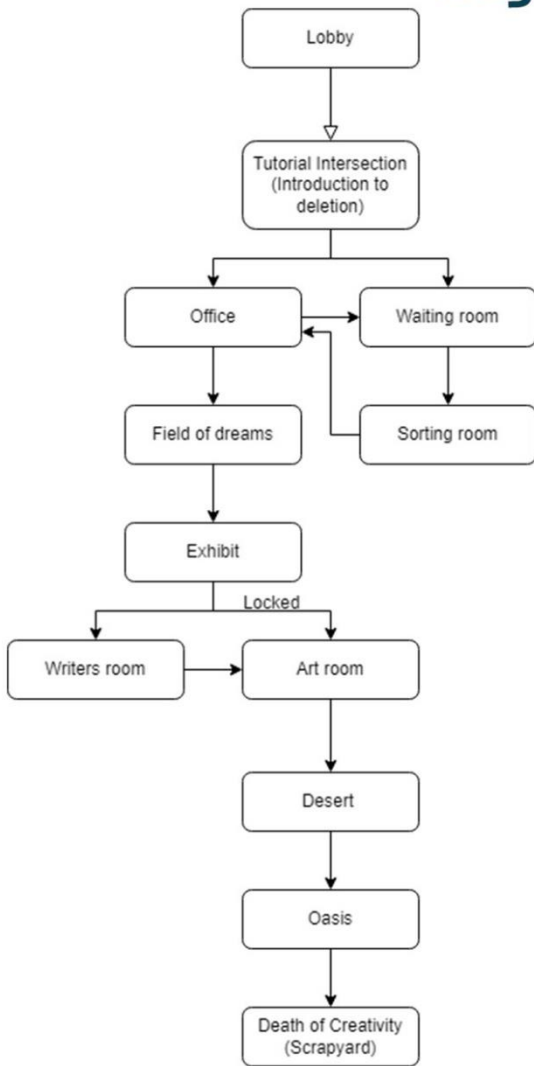 Lobby
Tutorial Intersection
(Introduction to
deletion)
Office
Waiting room
Field of dreams
Sorting room
Exhibit
Locked
Writers room
Art room
Desert
Oasis
Death of Creativity
(Scrapyard)